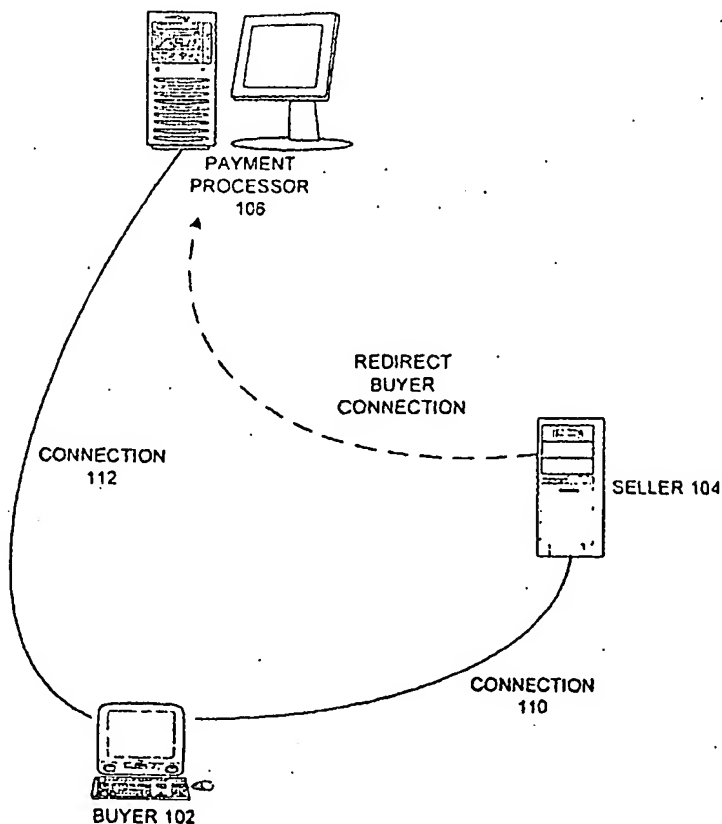 PAYMENT
PROCESSOR
106
REDIRECT
BUYER
CONNECTION
CONNECTION
112
SELLER 104
CONNECTION
110
BUYER 102